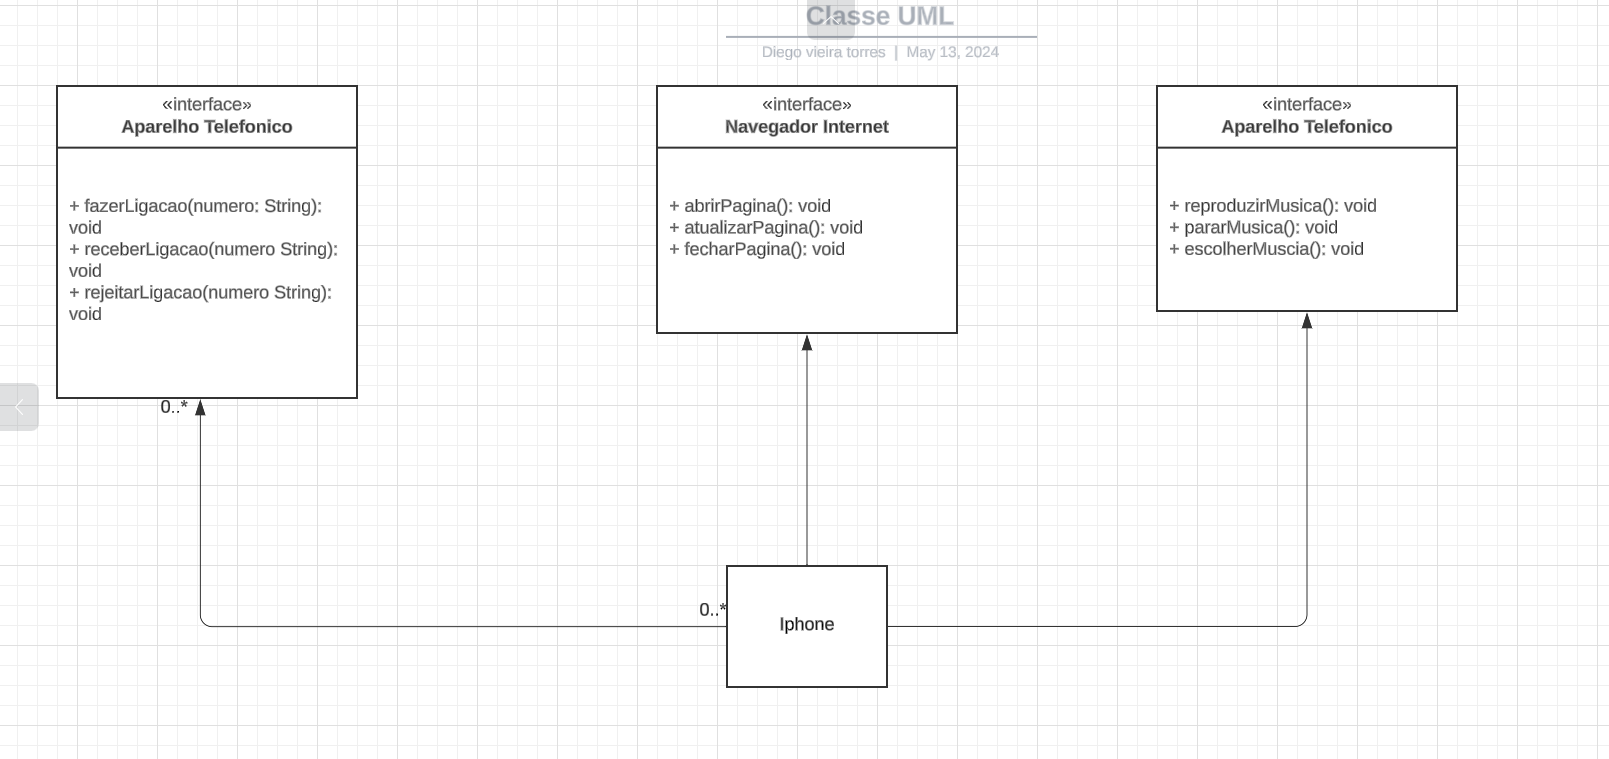 Classe UML
Diego vieira torres | May 13, 2024
«interface»
Aparelho Telefonico
+ fazerLigacao(numero: String):
void
+ receberLigacao(numero String):
void
+ rejeitarLigacao(numero String):
void
«interface»
Navegador Internet
+ abrirPagina(): void
+ atualizarPagina(): void
+ fecharPagina(): void
«interface»
Aparelho Telefonico
+ reproduzirMusica(): void
+ pararMusica(): void
+ escolherMuscia(): void
0..*
0..*
Iphone